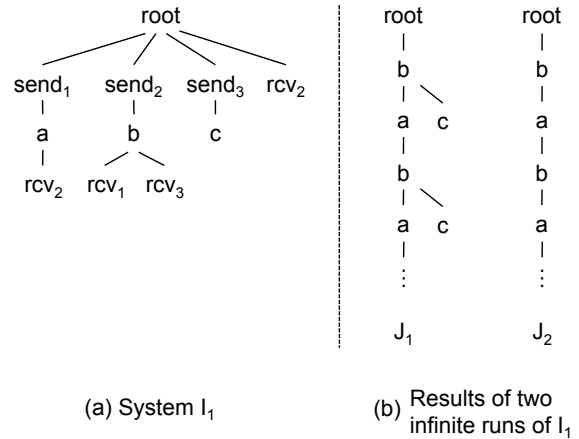 root
send₁ send₂ send₃ rcv₂
a b c
rcv₂ rcv₁ rcv₃
(a) System I₁
root root
b b
a c a
b b
a c a
⋮ ⋮
J₁ J₂
(b) Results of two
infinite runs of I₁